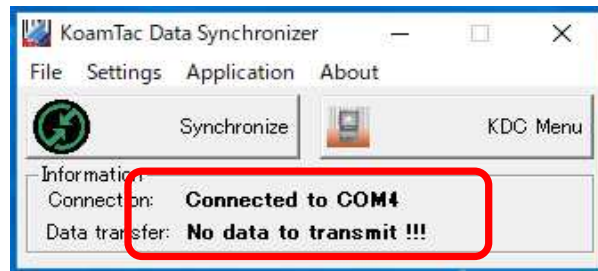 KoamTac Data Synchronizer
File Settings Application About
Synchronize KDC Menu
Information
Connection: Connected to COM4
Data transfer: No data to transmit !!!